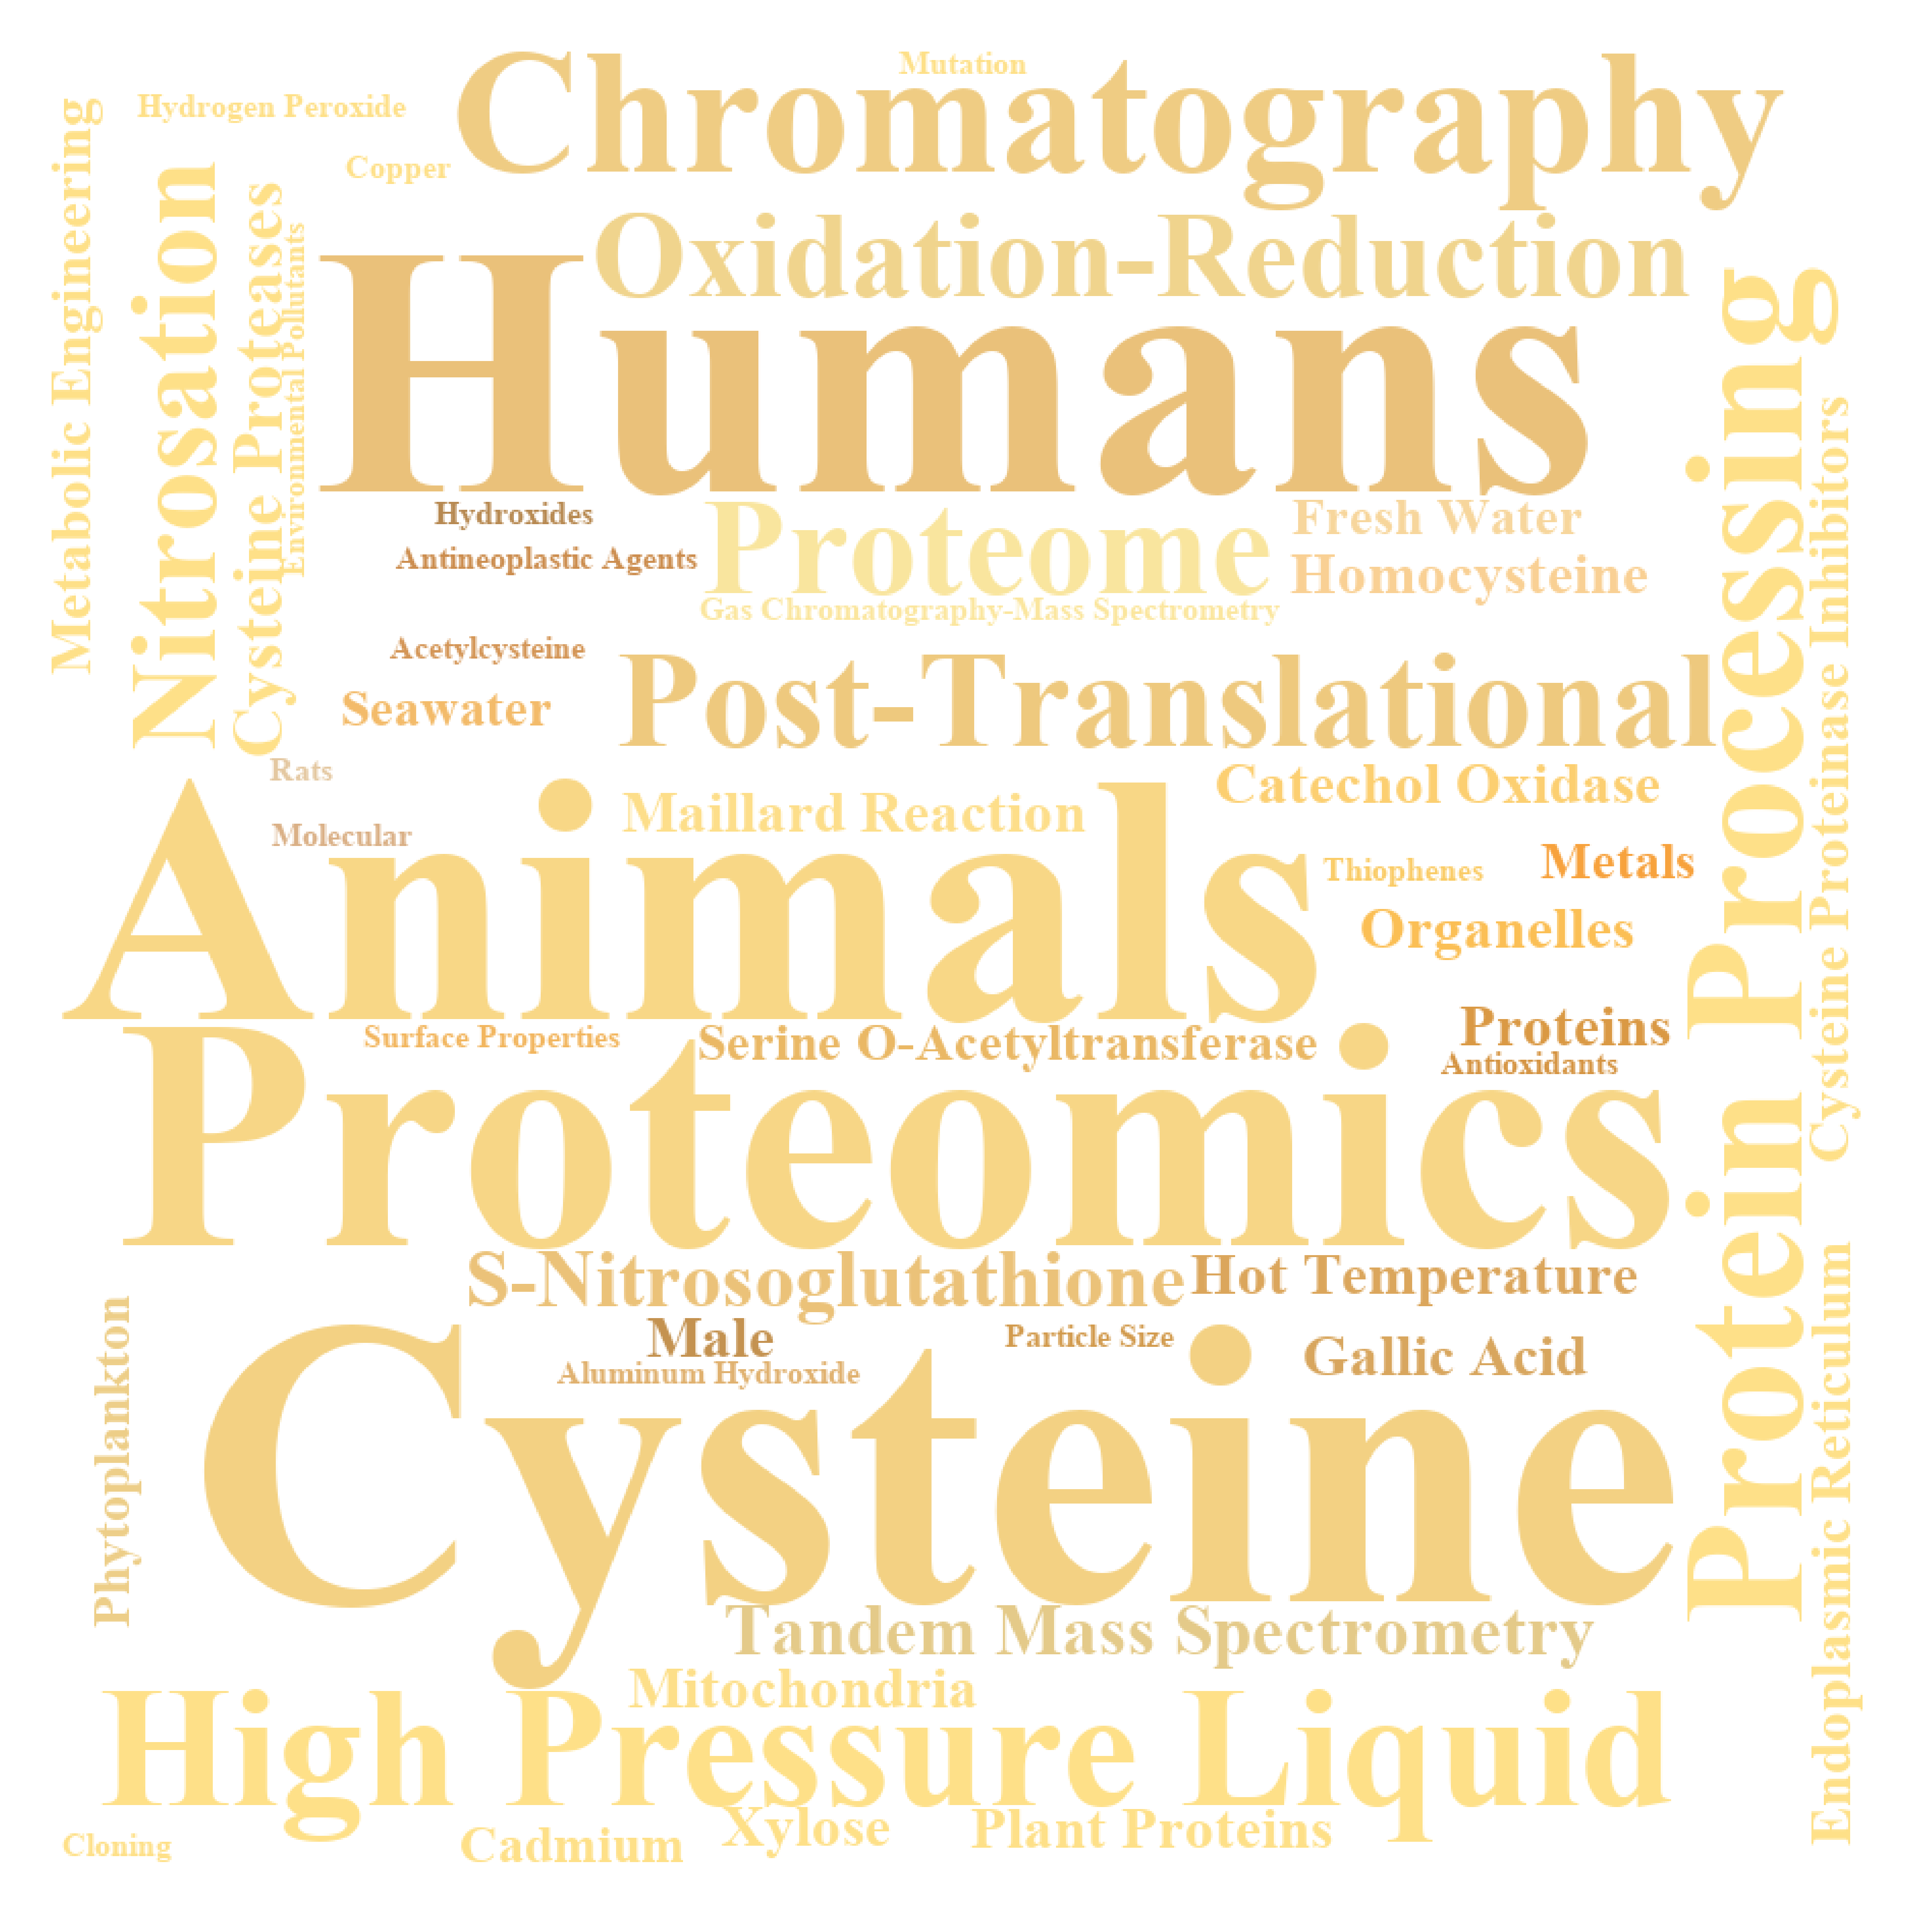 Mutation
Chromatography
Hydrogen Peroxide
Copper
Metabolic Engineering
Nitrosation
Cysteine Proteases
Environmental Pollutants
Oxidation-Reduction
Humans
Protein Processing
Cysteine Proteinase Inhibitors
Hydroxides
Proteome
Fresh Water
Antineoplastic Agents
Homocysteine
Gas Chromatography-Mass Spectrometry
Acetylcysteine
Seawater
Post- Translational
Rats
Catechol Oxidase
Maillard Reaction
Molecular
Animals
Thiophenes
Metals
Organelles
Surface Properties
Serine O-Acetyltransferase
Proteins
Antioxidants
Proteomics
S-Nitrosoglutathione
Hot Temperature
Male
Particle Size
Gallic Acid
Aluminum Hydroxide
Phytoplankton
Endoplasmic Reticulum
Cysteine
Tandem Mass Spectrometry
Mitochondria
High Pressure Liquid
Xylose
Plant Proteins
Cloning
Cadmium